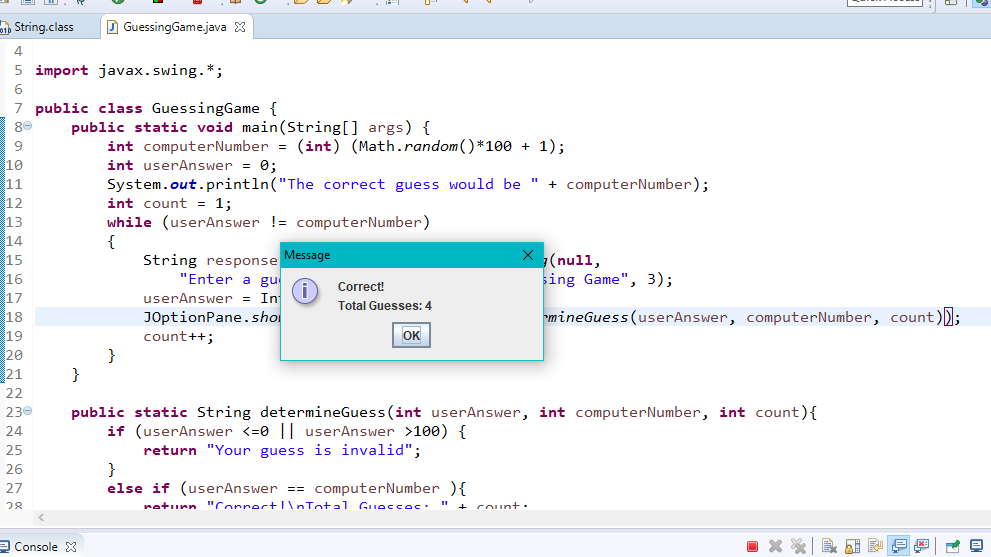 String.class GuessingGame.java
4
5 import javax.swing.*;
6
7 public class GuessingGame {
8 public static void main(String[] args) {
9 int computerNumber = (int) (Math.random()*100 + 1);
10 int userAnswer = 0;
11 System.out.println("The correct guess would be " + computerNumber);
12 int count = 1;
13 while (userAnswer != computerNumber)
14 {
15 String response (null,
16 "Enter a gu sing Game", 3);
17 userAnswer = In
18 JOptionPane.sho mineGuess(userAnswer, computerNumber, count));
19 count++;
20 }
21 }
22
23 public static String determineGuess(int userAnswer, int computerNumber, int count){
24 if (userAnswer <=0 || userAnswer >100) {
25 return "Your guess is invalid";
26 }
27 else if (userAnswer == computerNumber ){
28 return "Correct!\nTotal Guesses: " + count;
Message
Correct!
Total Guesses: 4
OK
Console